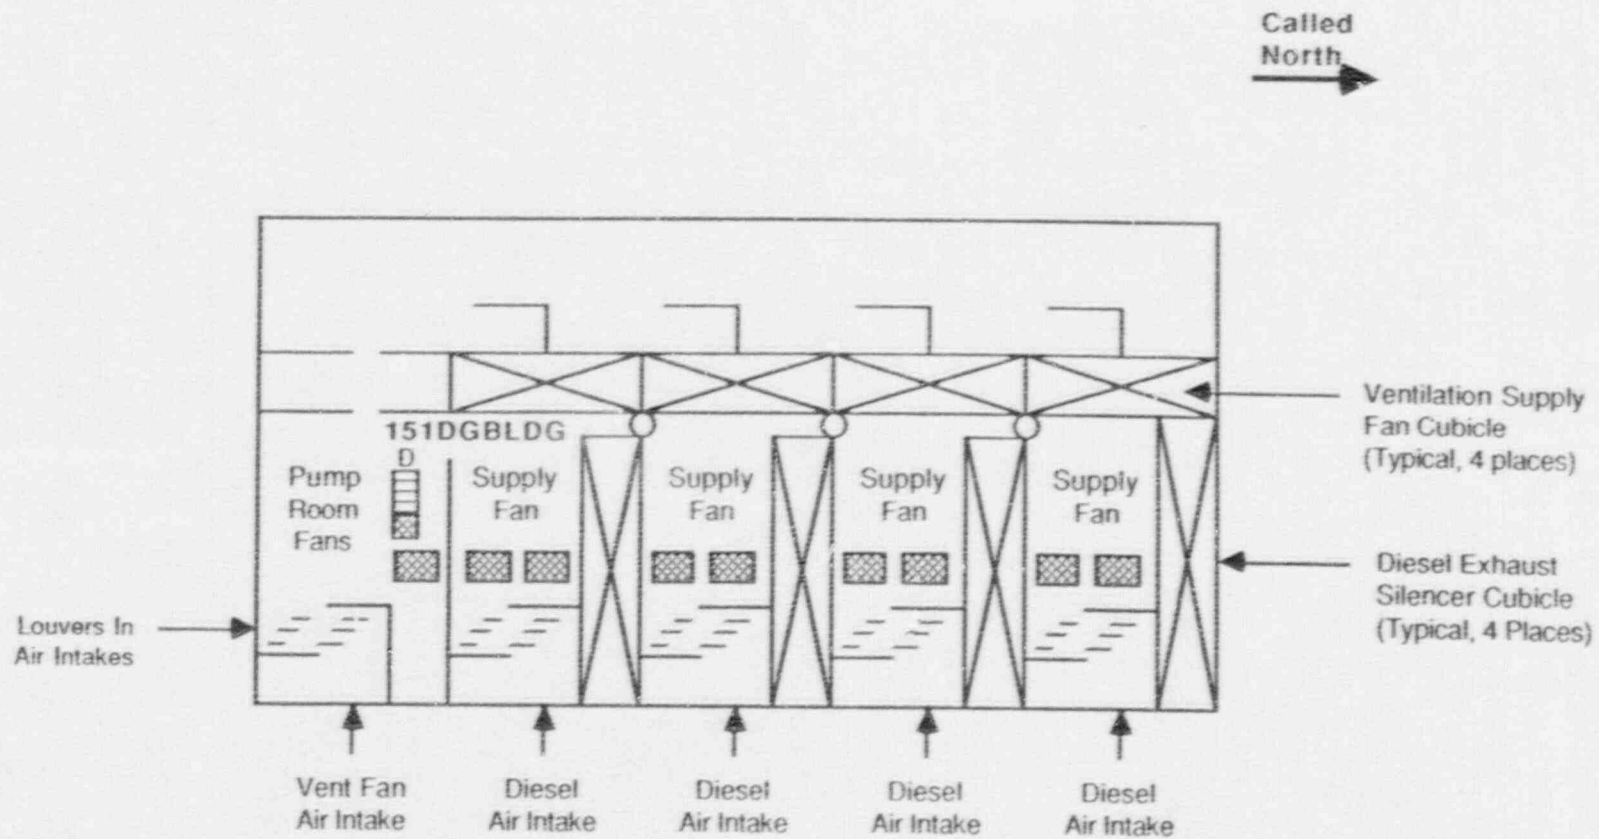 Called
North
Ventilation Supply
Fan Cubicle
(Typical, 4 places)
151DGBLDG
D
Pump
Room
Fans
Supply
Fan
Supply
Fan
Supply
Fan
Supply
Fan
Diesel Exhaust
Silencer Cubicle
(Typical, 4 Places)
Louvers In
Air Intakes
Vent Fan
Air Intake
Diesel
Air Intake
Diesel
Air Intake
Diesel
Air Intake
Diesel
Air Intake